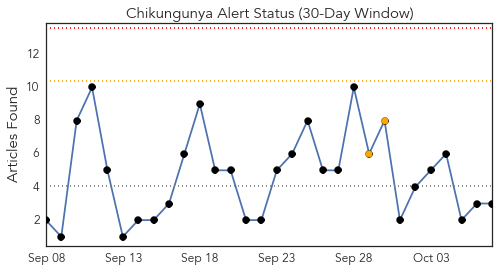 Chikungunya Alert Status (30-Day Window)
Articles Found
12
10
8
6
4
2
Sep 08
Sep 13
Sep 18
Sep 23
Sep 28
Oct 03